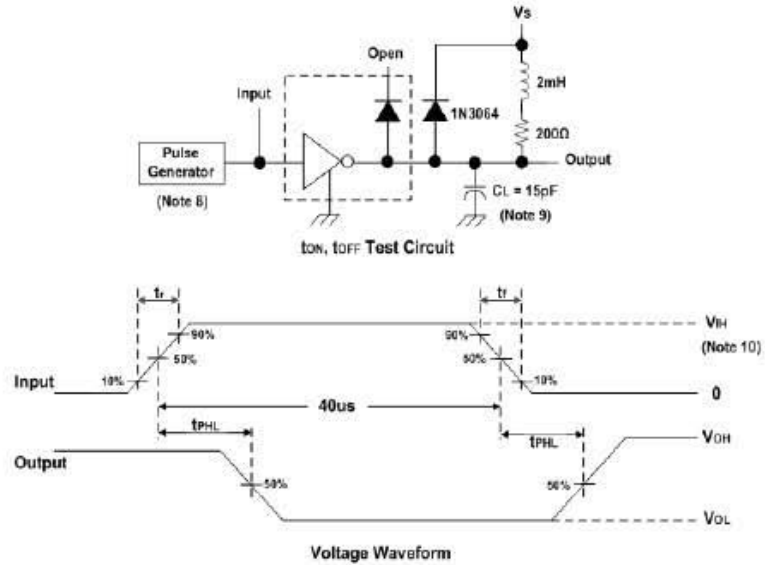 Vs
Open
2mH
Input
1N3064
200Ω
Pulse
Generator
Output
(Note 8)
CL = 15pF
(Note 9)
tON, tOFF Test Circuit
tr
tf
90%
90%
VIH
50%
50%
(Note 10)
Input
10%
10%
0
40us
tPHL
tPHL
VOH
Output
50%
50%
VOL
Voltage Waveform